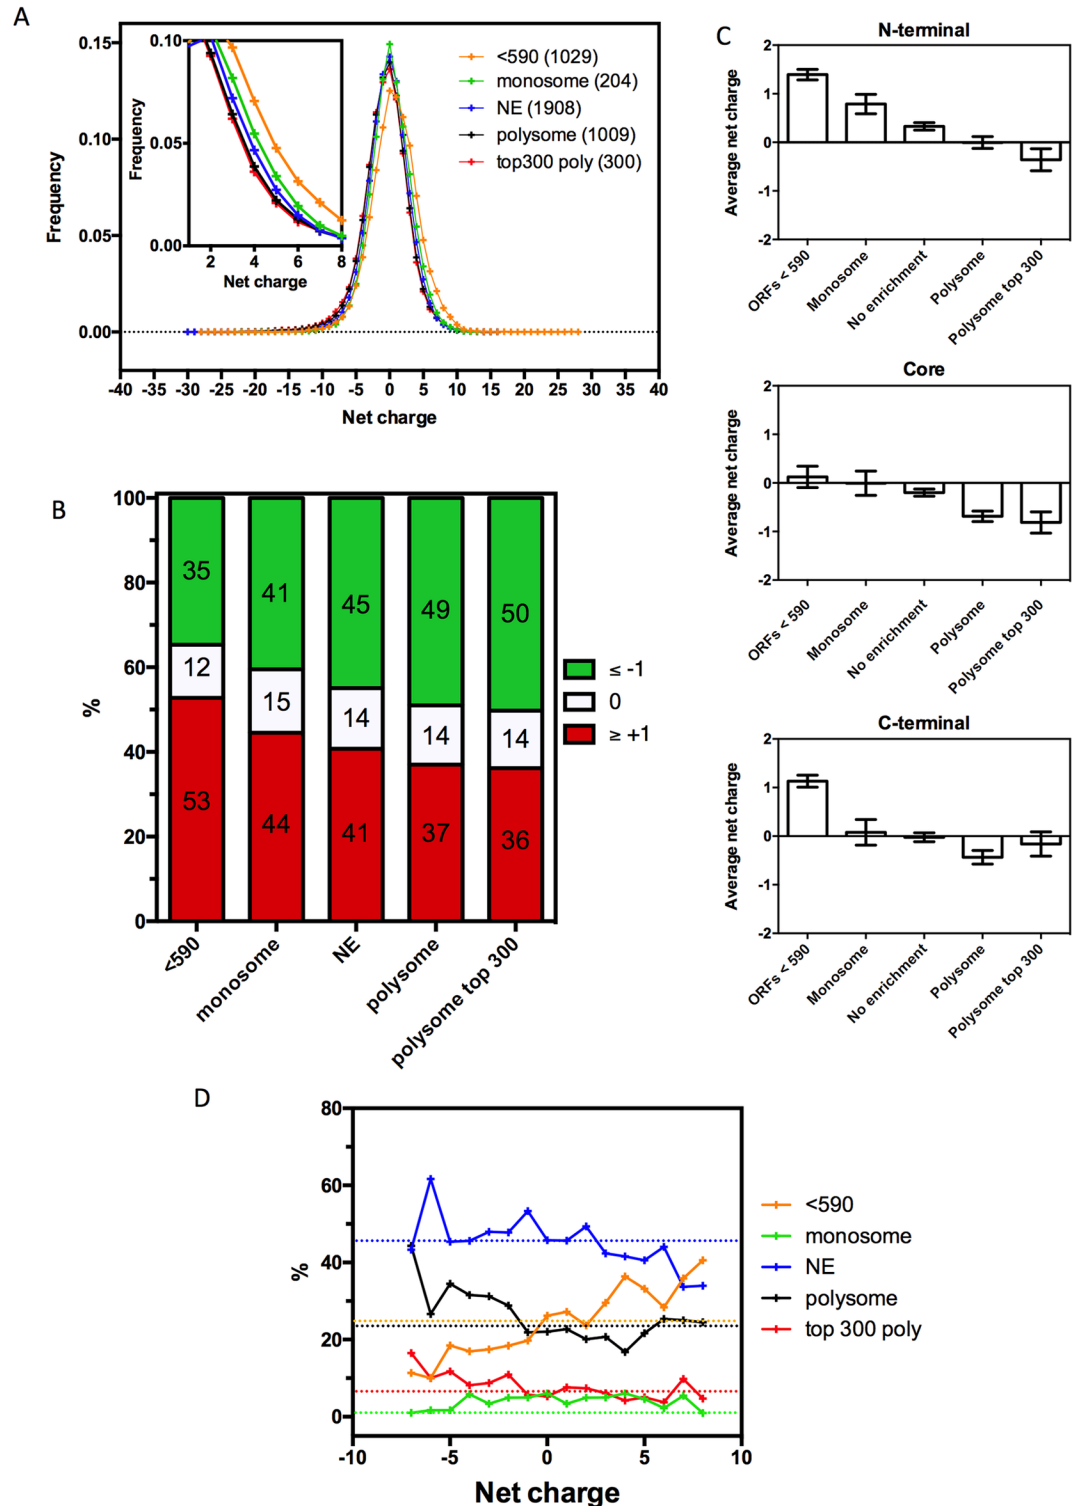 A
0.15
0.10
0.05
0.00
Frequency
-40 -35 -30 -25 -20 -15 -10 -5 0 5 10 15 20 25 30 35 40
Net charge
0.10
0.05
0.00
Frequency
2 4 6 8
Net charge
<590 (1029)
monosome (204)
NE (1908)
polysome (1009)
top300 poly (300)
B
100
80
60
40
20
0
%
35 41 45 49 50
12 15 14 14 14
53 44 41 37 36
<590
monosome
NE
polysome
polysome top 300
≤ -1
0
≥ +1
C
N-terminal
2
1
0
-1
-2
Average net charge
ORFs < 590
Monosome
No enrichment
Polysome
Polysome top 300
Core
2
1
0
-1
-2
Average net charge
ORFs < 590
Monosome
No enrichment
Polysome
Polysome top 300
C-terminal
2
1
0
-1
-2
Average net charge
ORFs < 590
Monosome
No enrichment
Polysome
Polysome top 300
D
80
60
40
20
0
%
-10 -5 0 5 10
Net charge
<590
monosome
NE
polysome
top 300 poly